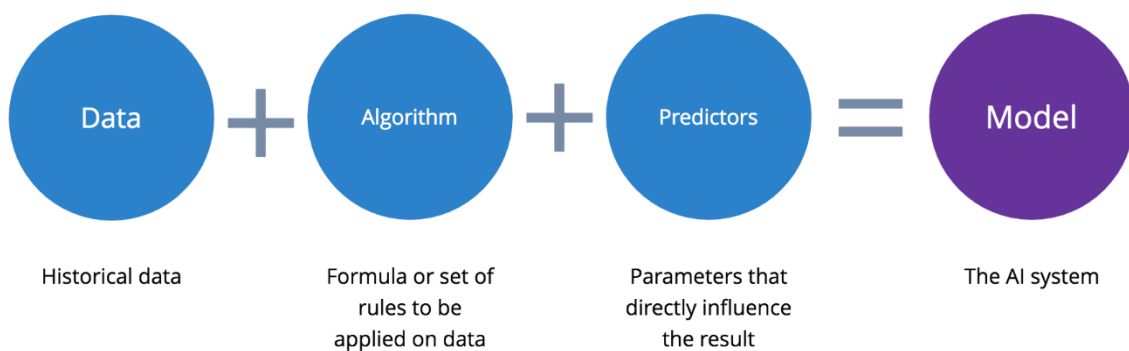 Data
+
Algorithm
+
Predictors
=
Model
Historical data
Formula or set of
rules to be
applied on data
Parameters that
directly influence
the result
The AI system